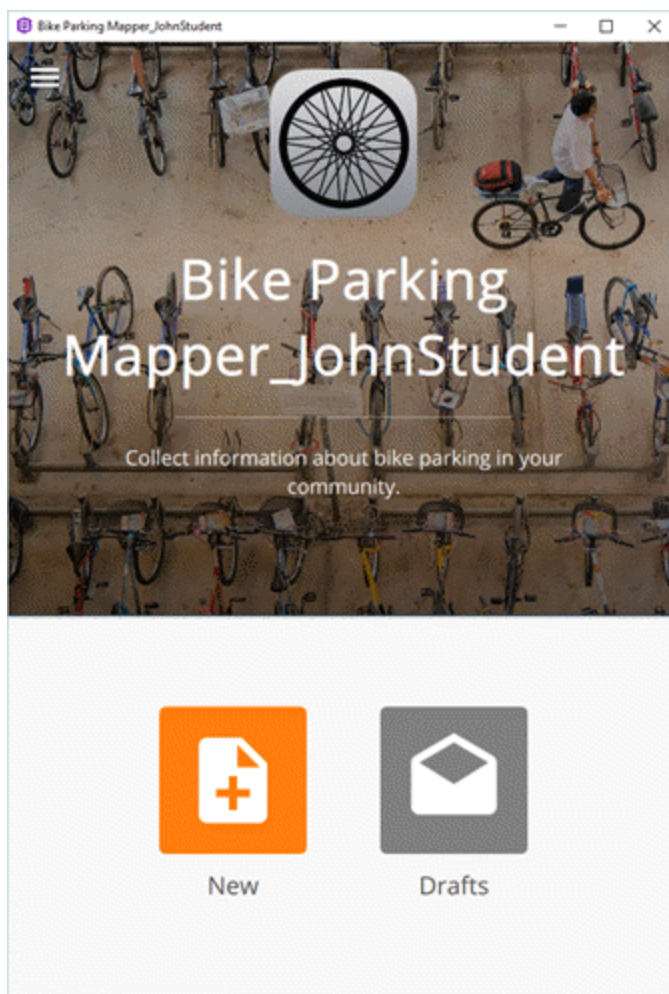 Bike Parking Mapper_JohnStudent
Bike Parking
Mapper_JohnStudent
Collect information about bike parking in your
community.
New
Drafts